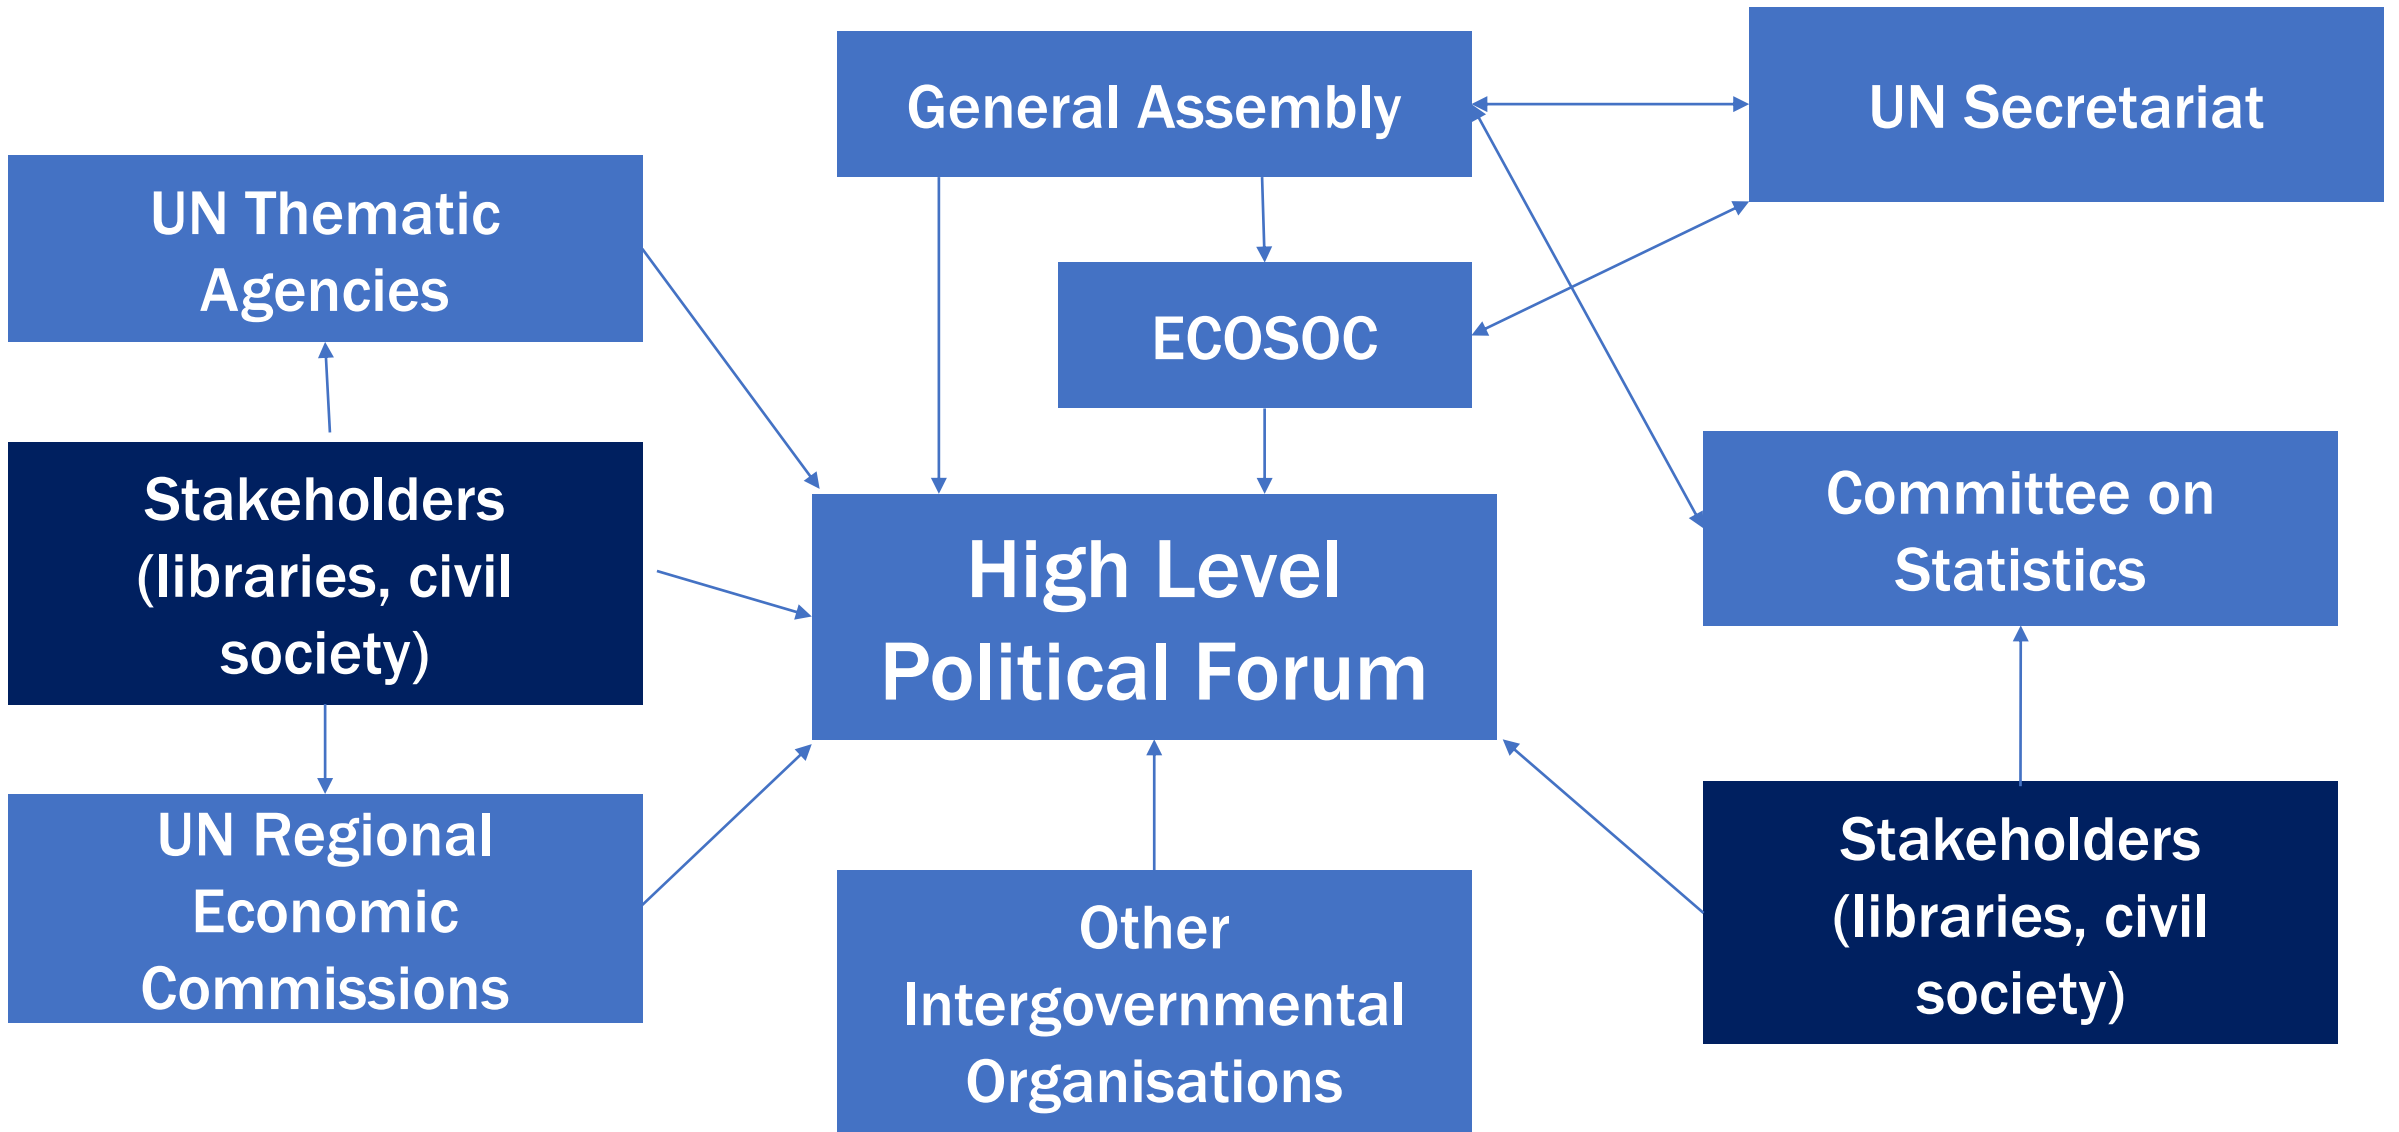 General Assembly
UN Secretariat
UN Thematic
Agencies
ECOSOC
Stakeholders
(libraries, civil
society)
High Level
Political Forum
Committee on
Statistics
UN Regional
Economic
Commissions
Other
Intergovernmental
Organisations
Stakeholders
(libraries, civil
society)